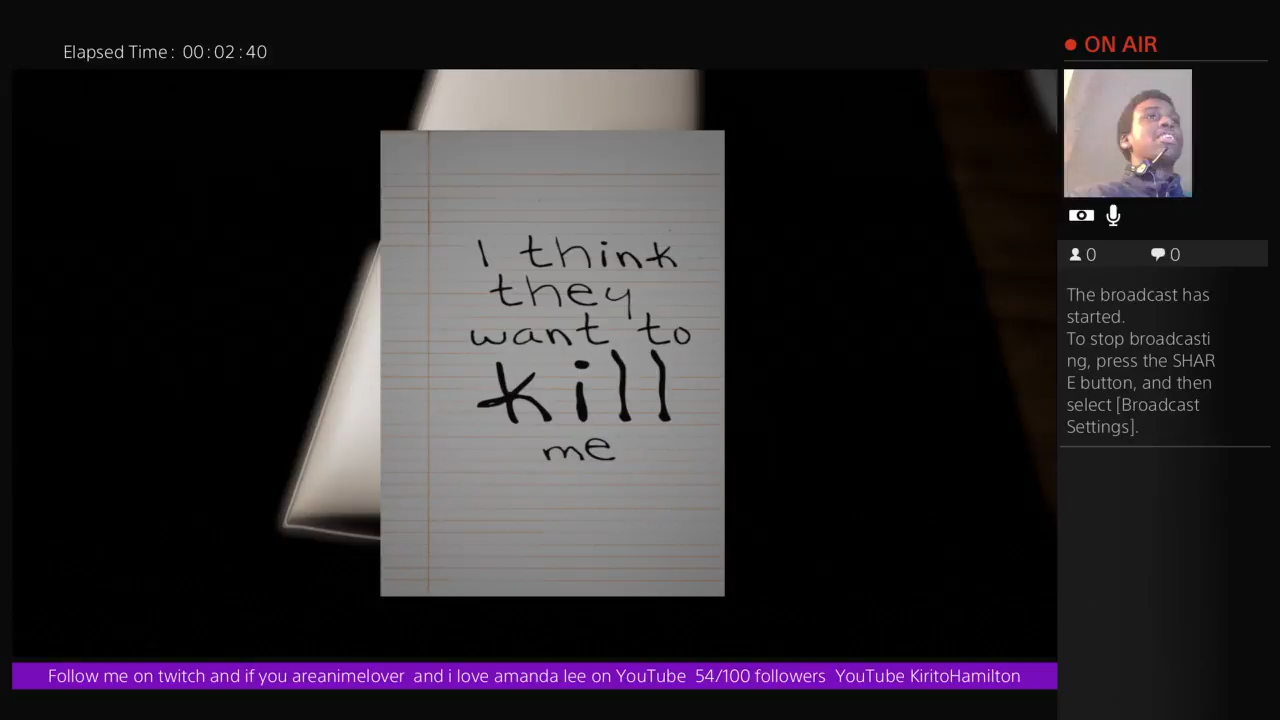 Elapsed Time: 00:02:40
ON AIR
0 0
The broadcast has
started.
To stop broadcasti
ng, press the SHAR
E button, and then
select [Broadcast
Settings].
I think
they
want to
kill
me
Follow me on twitch and if you areanimelover and i love amanda lee on YouTube 54/100 followers YouTube KiritoHamilton